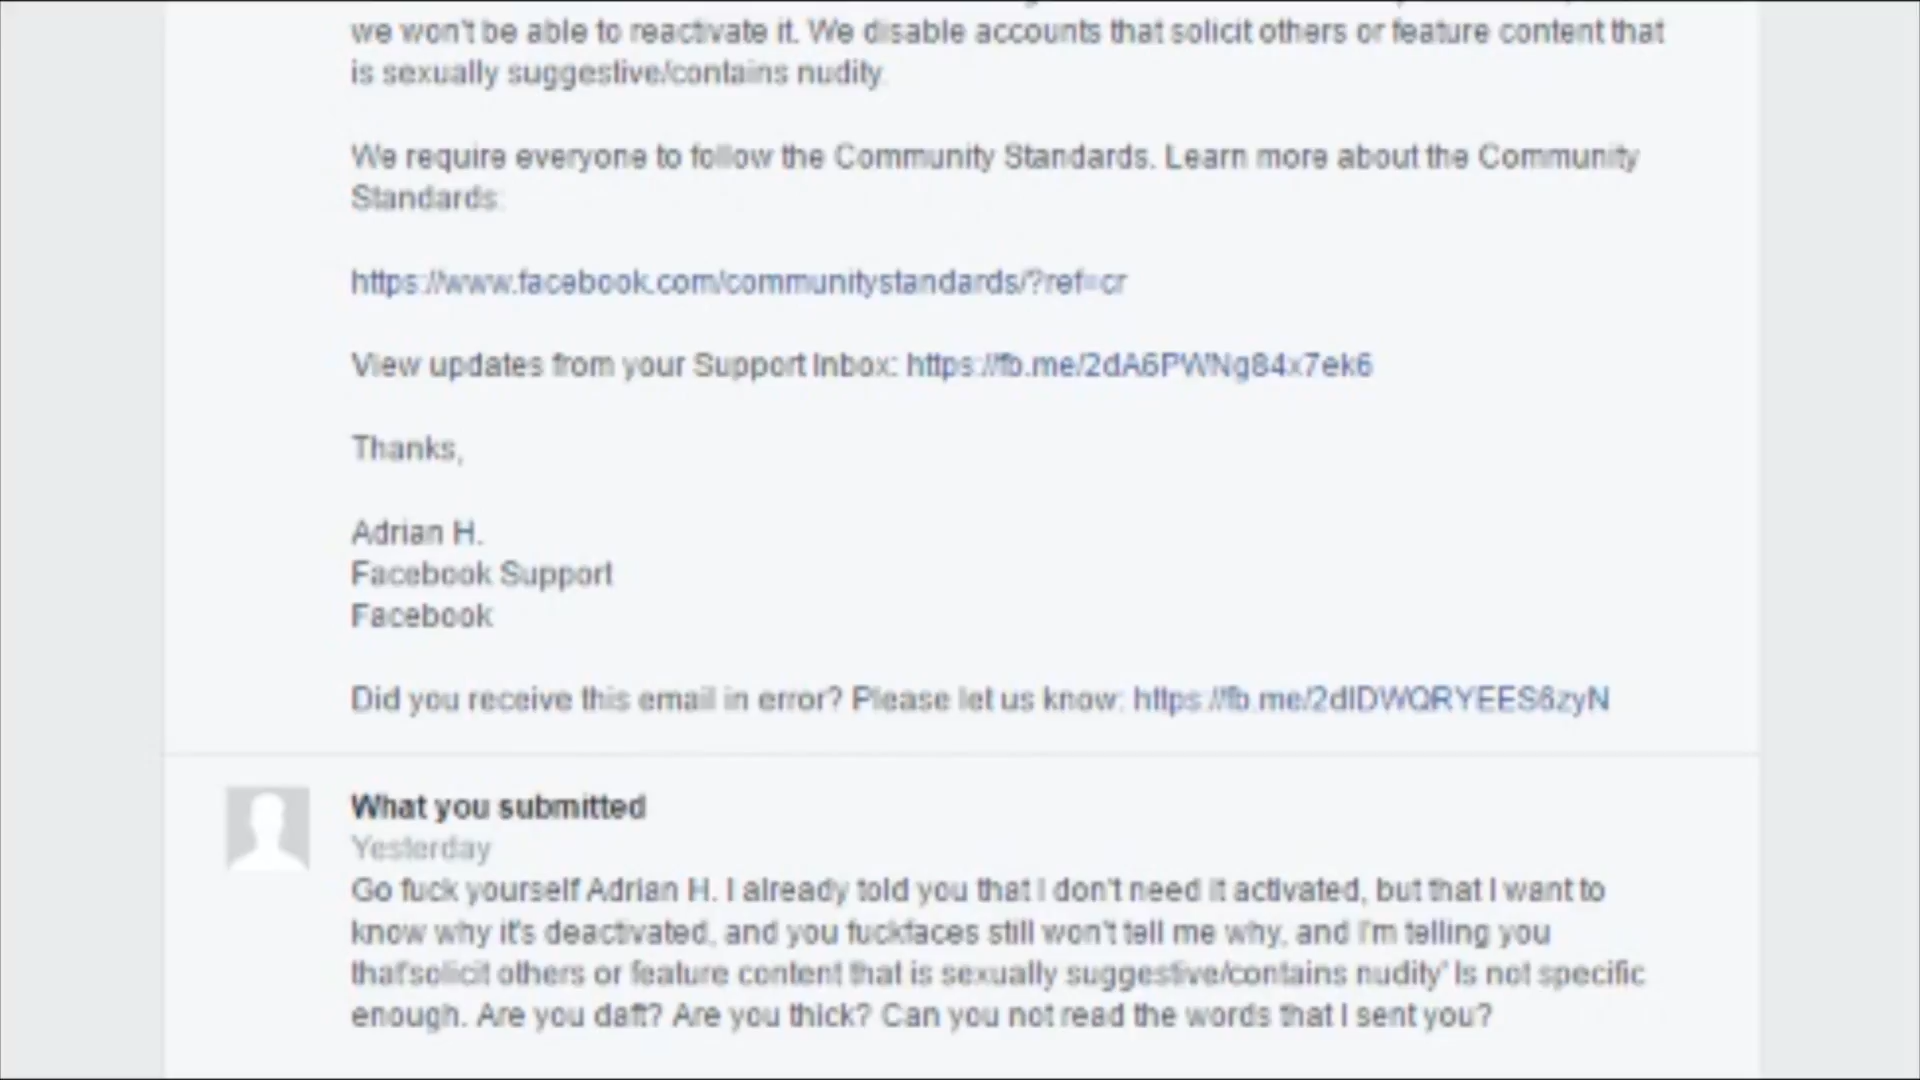 we won't be able to reactivate it. We disable accounts that solicit others or feature content that
is sexually suggestive/contains nudity.
We require everyone to follow the Community Standards. Learn more about the Community
Standards:
https://www.facebook.com/communitystandards/?ref=cr
View updates from your Support Inbox: https://fb.me/2dA6PWNg84x7ek6
Thanks,
Adrian H.
Facebook Support
Facebook
Did you receive this email in error? Please let us know:
What you submitted
Yesterday
Go fuck yourself Adrian H. I already told you that I don't need it activated, but that I want to
know why it's deactivated, and you fuckfaces still won't tell me why, and I'm telling you
that'solicit others or feature content that is sexually suggestive/contains nudity' Is not specific
enough. Are you daft? Are you thick? Can you not read the words that I sent you?